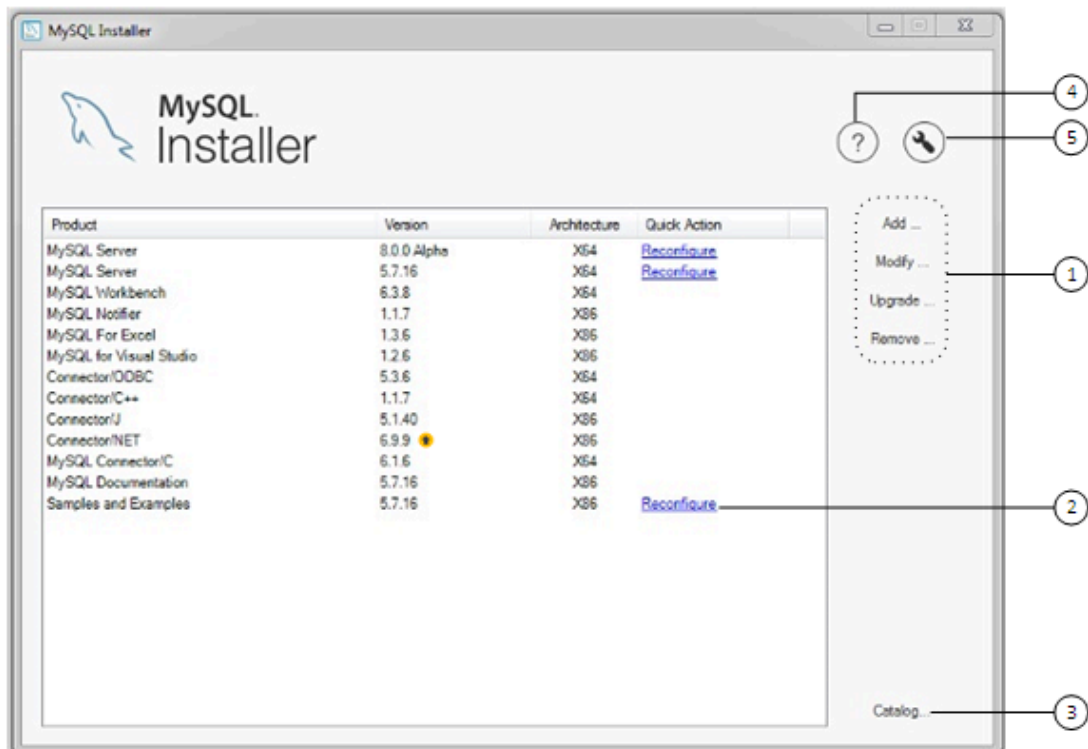 MySQL Installer
4
MySQL.
Installer
?
5
Product Version Architecture Quick Action
Add ...
MySQL Server 8.0.0 Alpha X64 Reconfigure
MySQL Server 5.7.16 X64 Reconfigure
Modify ...
1
MySQL Workbench 6.3.8 X64
MySQL Notifier 1.1.7 X86
Upgrade ...
MySQL For Excel 1.3.6 X86
MySQL for Visual Studio 1.2.6 X86
Remove ...
Connector/ODBC 5.3.6 X64
Connector/C++ 1.1.7 X64
Connector/J 5.1.40 X86
Connector/NET 6.9.9 X86
MySQL Connector/C 6.1.6 X64
MySQL Documentation 5.7.16 X86
Samples and Examples 5.7.16 X86 Reconfigure
2
Catalog...
3